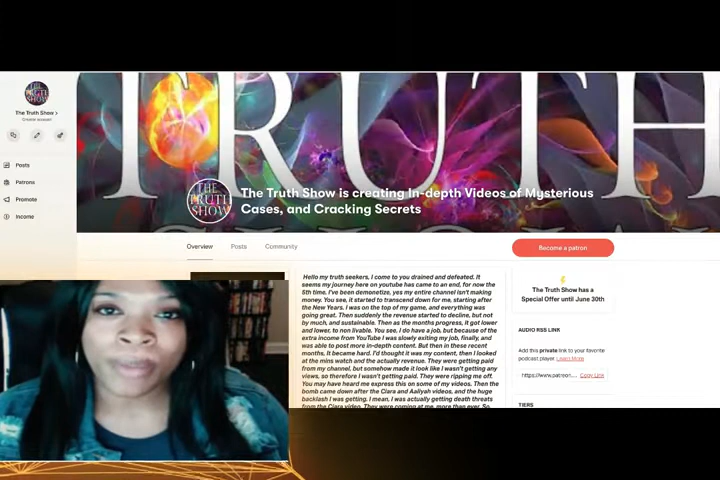 TRUTH
The Truth Show >
Creator account
Posts
Patrons
Promote
Income
THE
TRUTH
SHOW
The Truth Show is creating In-depth Videos of Mysterious
Cases, and Cracking Secrets
Overview
Posts
Community
Become a patron
Hello my truth seekers, I come to you drained and defeated. It
seems my journey here on youtube has came to an end, for now the
5th time, I've been demonetize, yes my entire channel isn't making
money. You see, it started to transcend down for me, starting after
the New Years. I was on the top of my game, and everything was
going great. Then suddenly the revenue started to decline, but not
by much, and sustainable. Then as the months progress, it got lower
and lower, to non livable. You see, I do have a job, but because of the
extra income from YouTube I was slowly exiting my job, finally, and
was able to post more in-depth content. But then in these recent
months, It became hard. I'd thought it was my content, then I looked
at the mins watch and the actually revenue. They were getting paid
from my channel, but somehow made it look like I wasn't getting any
views, so therefore I wasn't getting paid. They were ripping me off.
You may have heard me express this on some of my videos. Then the
bomb came down after the Ciara and Aaliyah videos, and the huge
backlash I was getting. I mean, I was actually getting death threats
from the Ciara video. They were coming at me, more than ever. So,
The Truth Show has a
Special Offer until June 30th
AUDIO RSS LINK
Add this private link to your favorite
podcast player Learn More
https://www.patreon.... Copy Link
TIERS